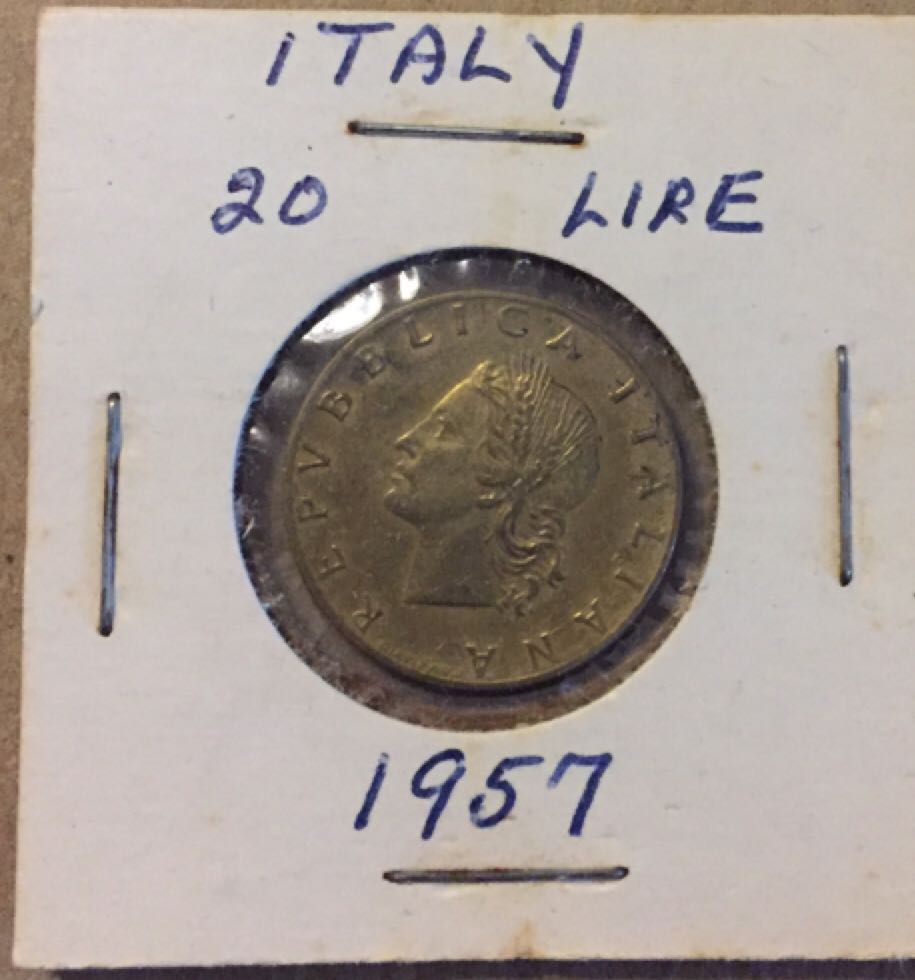 ITALY
20 LIRE
REPVBBLICA ITALIANA
1957